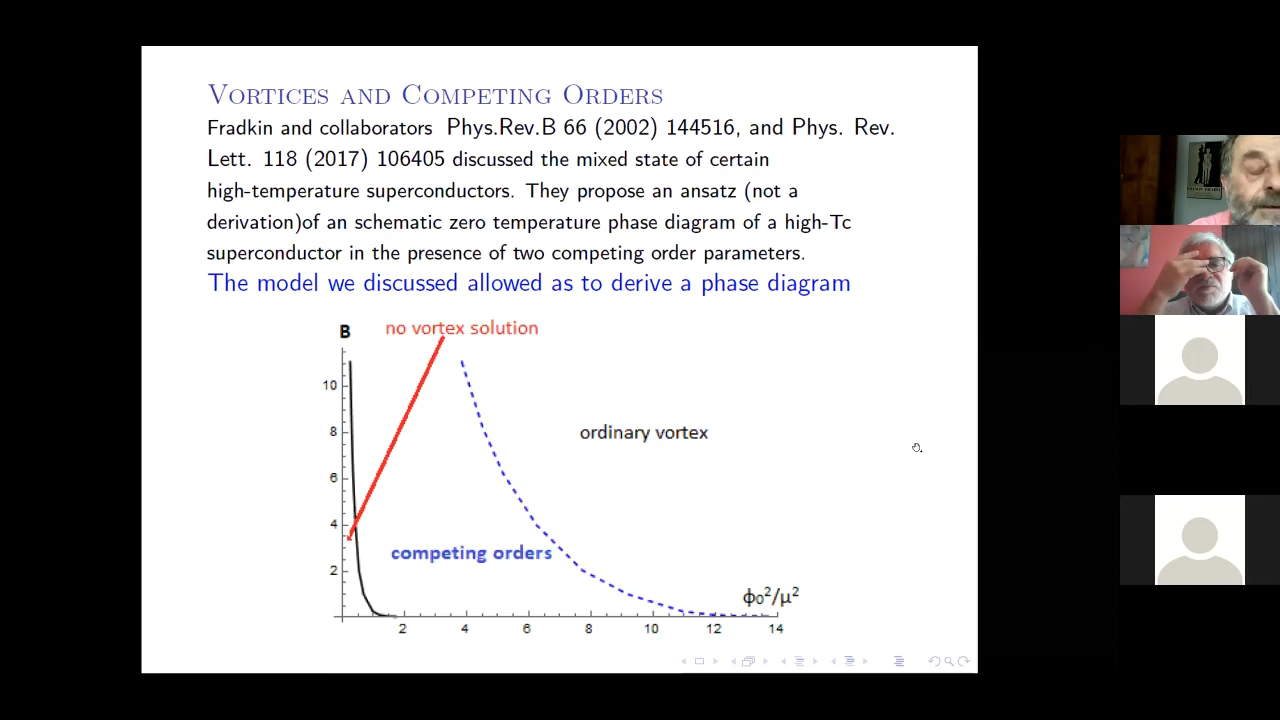 VORTICES AND COMPETING ORDERS
Fradkin and collaborators Phys.Rev.B 66 (2002) 144516, and Phys. Rev.
Lett. 118 (2017) 106405 discussed the mixed state of certain
high-temperature superconductors. They propose an ansatz (not a
derivation)of an schematic zero temperature phase diagram of a high-Tc
superconductor in the presence of two competing order parameters.
The model we discussed allowed as to derive a phase diagram
B
no vortex solution
10
8
ordinary vortex
6
4
competing orders
2
ϕ₀²/μ²
2 4 6 8 10 12 14